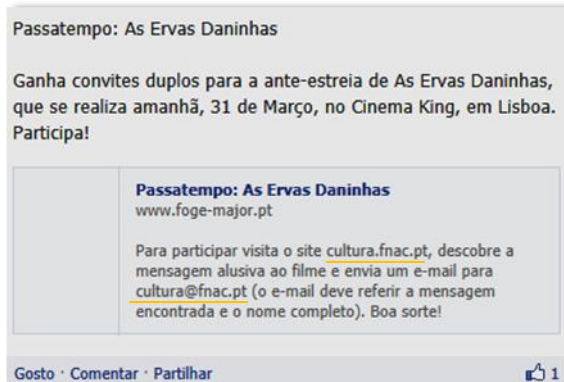 Passatempo: As Ervas Daninhas
Ganha convites duplos para a ante-estreia de As Ervas Daninhas,
que se realiza amanhã, 31 de Março, no Cinema King, em Lisboa.
Participa!
Passatempo: As Ervas Daninhas
www.foge-major.pt
Para participar visita o site cultura.fnac.pt, descobre a
mensagem alusiva ao filme e envia um e-mail para
cultura@fnac.pt (o e-mail deve referir a mensagem
encontrada e o nome completo). Boa sorte!
Gosto · Comentar · Partilhar 1